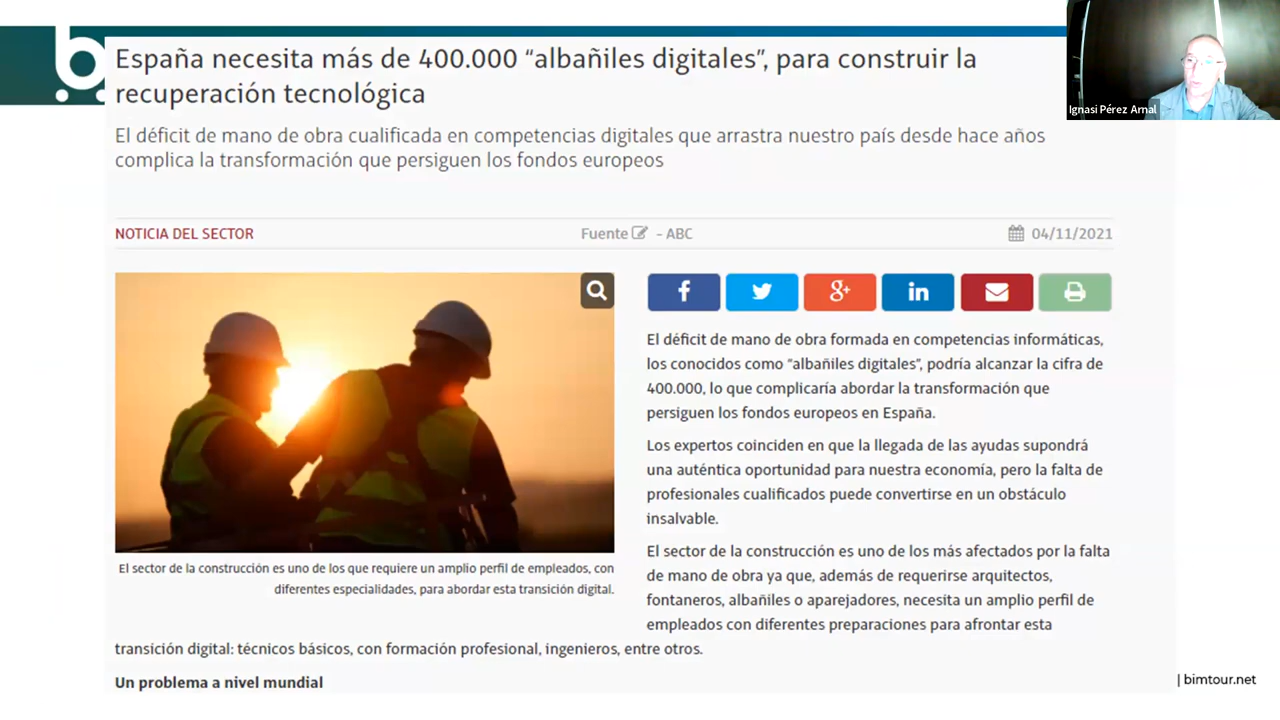 b
España necesita más de 400.000 “albañiles digitales”, para construir la
recuperación tecnológica
Ignasi Pérez Arnal
El déficit de mano de obra cualificada en competencias digitales que arrastra nuestro país desde hace años
complica la transformación que persiguen los fondos europeos
NOTICIA DEL SECTOR
Fuente - ABC
04/11/2021
f
8+
in
El déficit de mano de obra formada en competencias informáticas,
los conocidos como “albañiles digitales”, podría alcanzar la cifra de
400.000, lo que complicaría abordar la transformación que
persiguen los fondos europeos en España.
Los expertos coinciden en que la llegada de las ayudas supondrá
una auténtica oportunidad para nuestra economía, pero la falta de
profesionales cualificados puede convertirse en un obstáculo
insalvable.
El sector de la construcción es uno de los más afectados por la falta
de mano de obra ya que, además de requerirse arquitectos,
fontaneros, albañiles o aparejadores, necesita un amplio perfil de
empleados con diferentes preparaciones para afrontar esta
transición digital: técnicos básicos, con formación profesional, ingenieros, entre otros.
El sector de la construcción es uno de los que requiere un amplio perfil de empleados, con
diferentes especialidades, para abordar esta transición digital.
Un problema a nivel mundial
| bimtour.net